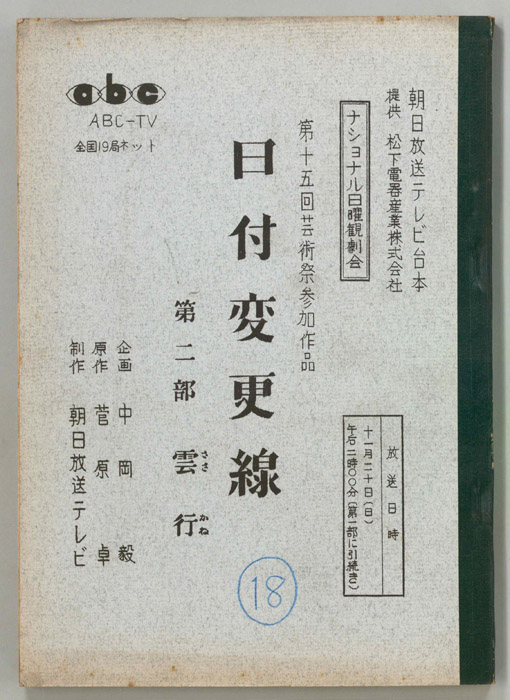 朝日放送テレビ台本
提供 松下電器産業株式会社
ナショナル日曜観劇会
放送日時
十一月二十日(日)
午后二時〇〇分(第一部に引続き)
第十五回芸術祭参加作品
日付変更線
第二部 雲行
ささ かね
企画 中岡毅
原作 菅原卓
制作 朝日放送テレビ
abc
ABC-TV
全国19局ネット
18